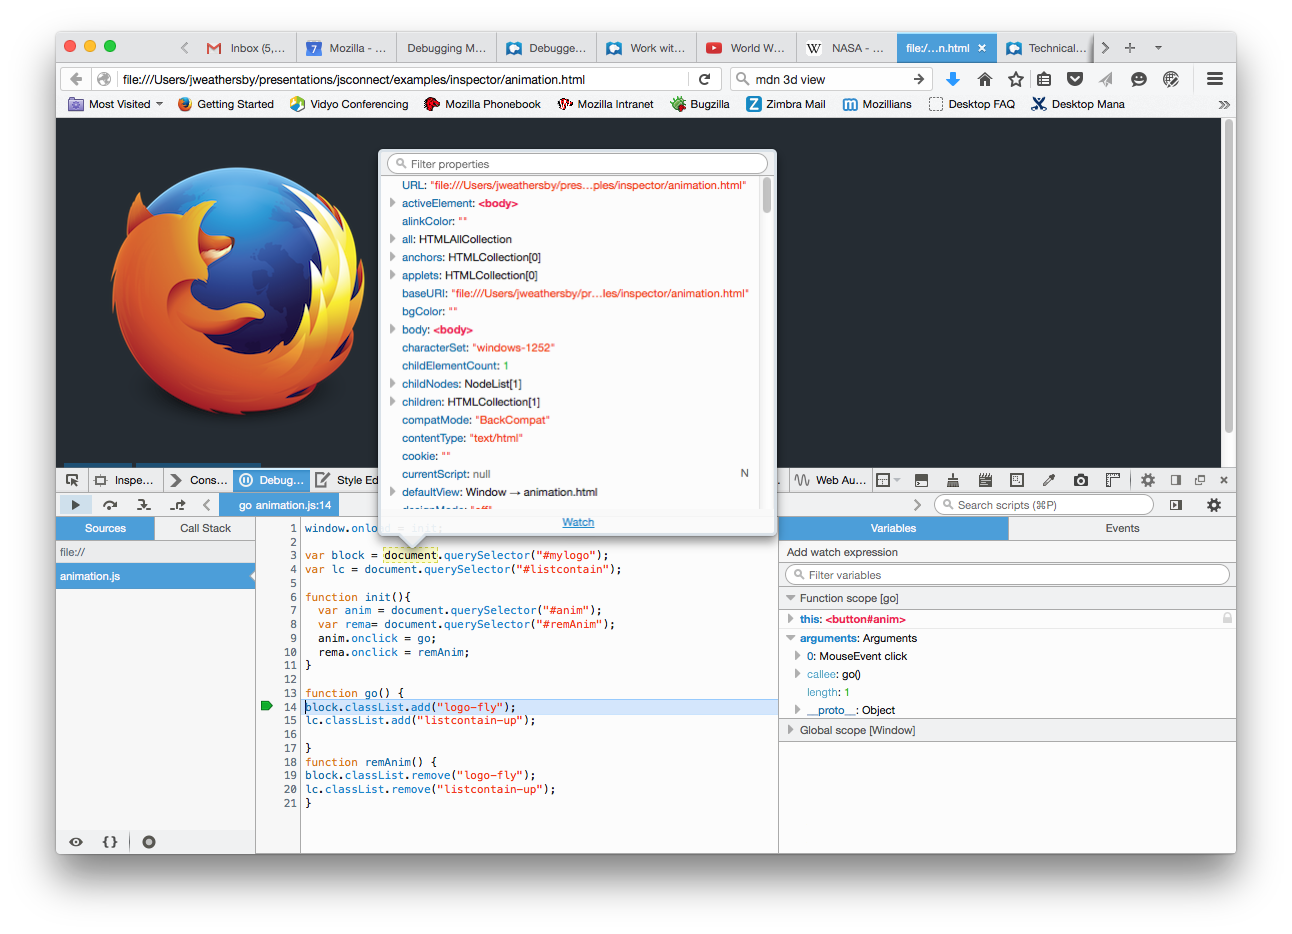 Inbox (5,...
7
Mozilla - ...
Debugging M...
Debugge...
Work wit...
World W...
W
NASA - ...
file:/...n.html
Technical...
file:///Users/jweathersby/presentations/jsconnect/examples/inspector/animation.html
mdn 3d view
Most Visited
Getting Started
Vidyo Conferencing
Mozilla Phonebook
Mozilla Intranet
Bugzilla
Z
Zimbra Mail
m
Mozillians
Desktop FAQ
Desktop Mana
Filter properties
URL: "file:///Users/jweathersby/pres...ples/inspector/animation.html"
activeElement: <body>
alinkColor: ""
all: HTMLAllCollection
anchors: HTMLCollection[0]
applets: HTMLCollection[0]
baseURI: "file:///Users/jweathersby/pr...les/inspector/animation.html"
bgColor: ""
body: <body>
characterSet: "windows-1252"
childElementCount: 1
childNodes: NodeList[1]
children: HTMLCollection[1]
compatMode: "BackCompat"
contentType: "text/html"
cookie: ""
currentScript: null
N
defaultView: Window → animation.html
designMode: "off"
Watch
Inspe...
Cons...
Debug...
Style Ed
Web Au...
go animation.js:14
Search scripts (⌘P)
Sources
Call Stack
file://
animation.js
{}
1 window.onload = init;
2
3 var block = document.querySelector("#mylogo");
4 var lc = document.querySelector("#listcontain");
5
6 function init(){
7 var anim = document.querySelector("#anim");
8 var rema= document.querySelector("#remAnim");
9 anim.onclick = go;
10 rema.onclick = remAnim;
11 }
12
13 function go() {
14 block.classList.add("logo-fly");
15 lc.classList.add("listcontain-up");
16
17 }
18 function remAnim() {
19 block.classList.remove("logo-fly");
20 lc.classList.remove("listcontain-up");
21 }
Variables
Events
Add watch expression
Filter variables
Function scope [go]
this: <button#anim>
arguments: Arguments
0: MouseEvent click
callee: go()
length: 1
__proto__: Object
Global scope [Window]